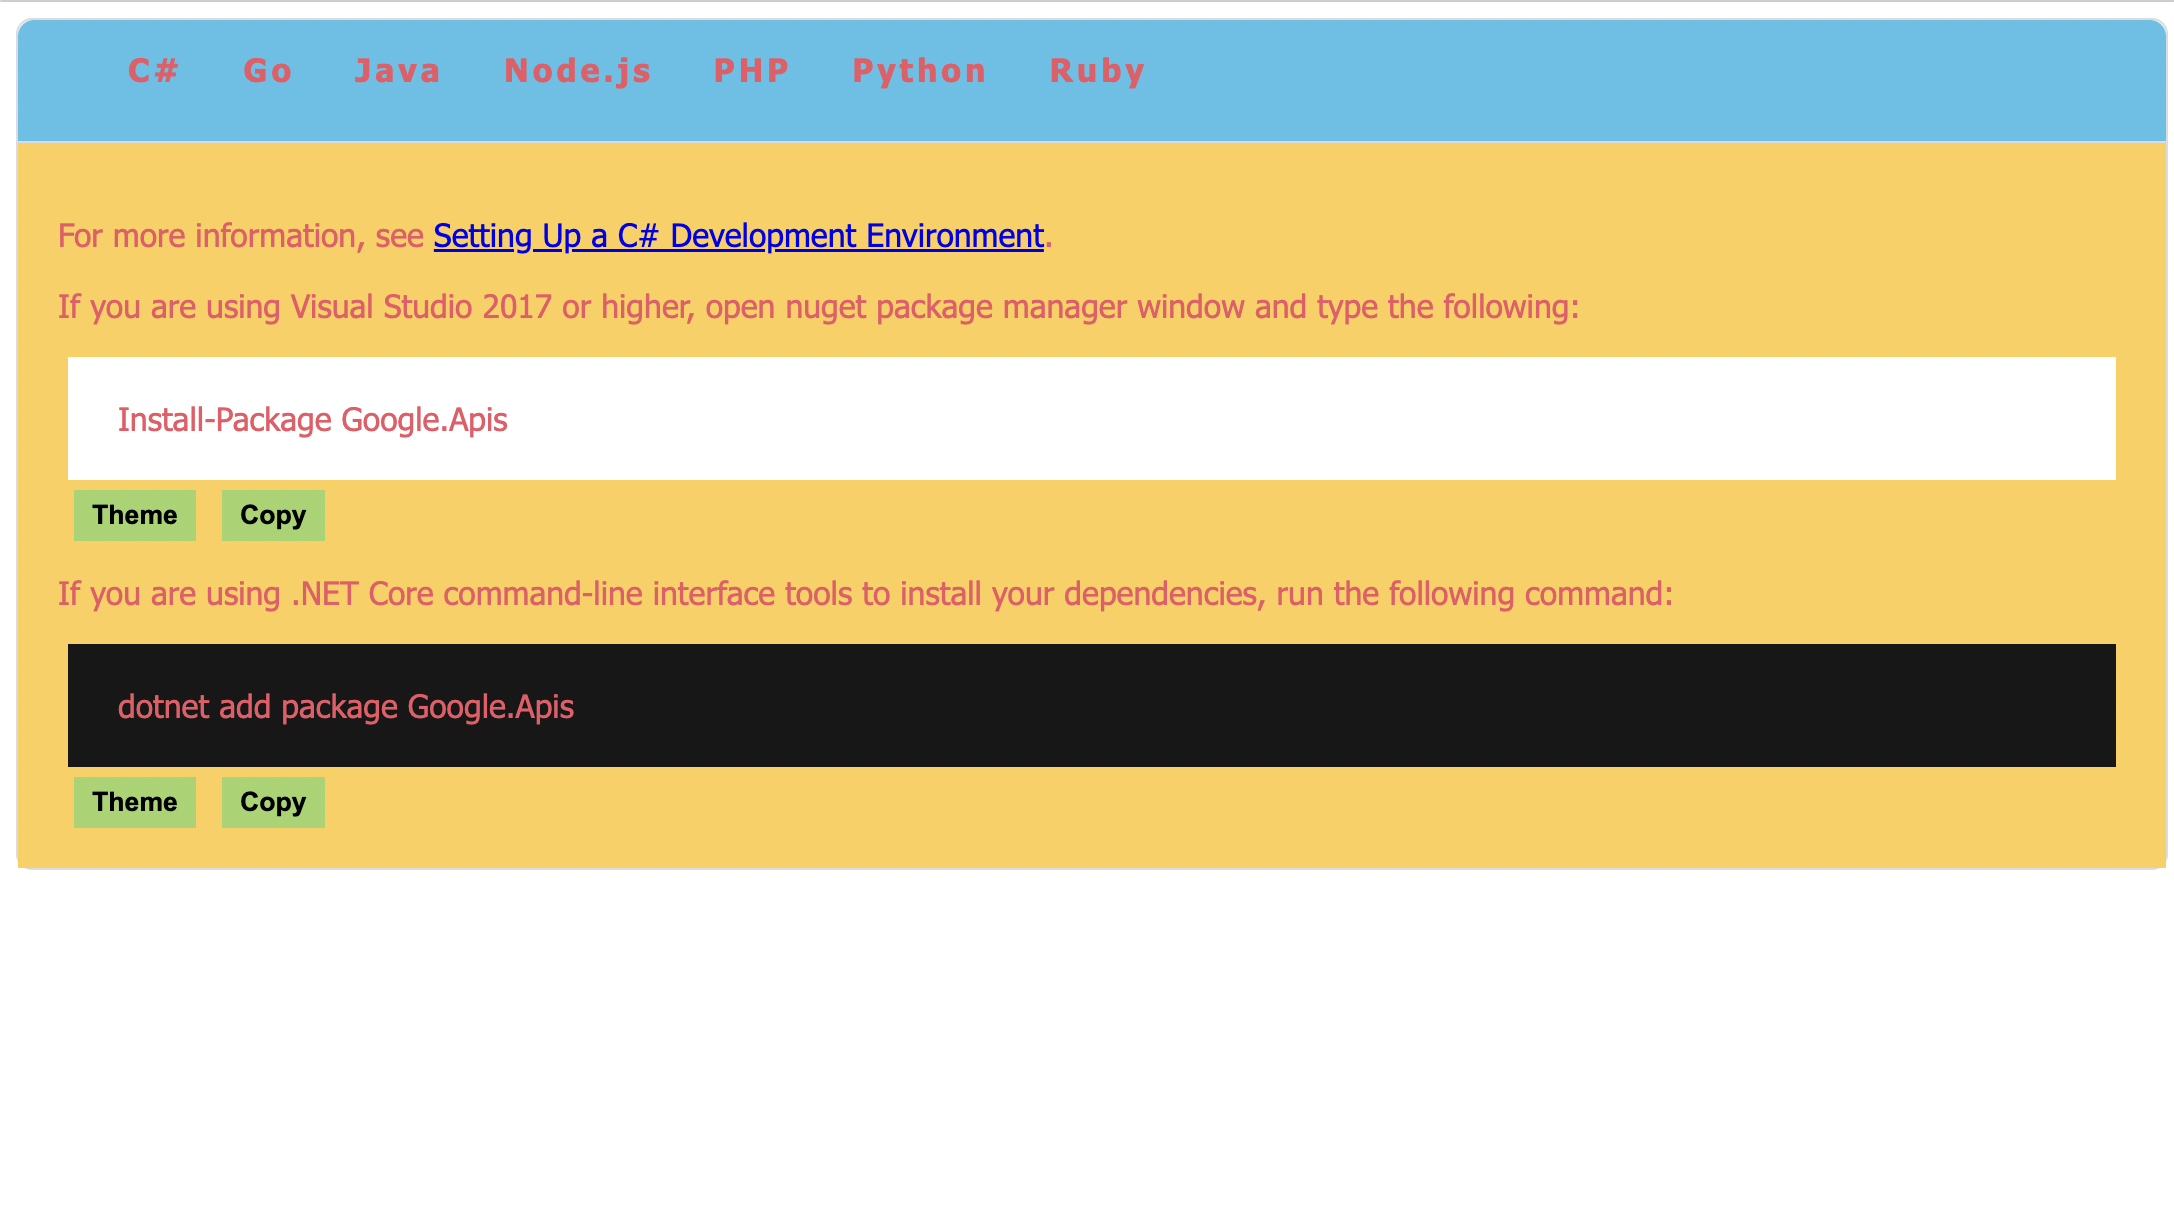 C# Go Java Node.js PHP Python Ruby
For more information, see Setting Up a C# Development Environment.
If you are using Visual Studio 2017 or higher, open nuget package manager window and type the following:
Install-Package Google.Apis
Theme Copy
If you are using .NET Core command-line interface tools to install your dependencies, run the following command:
dotnet add package Google.Apis
Theme Copy